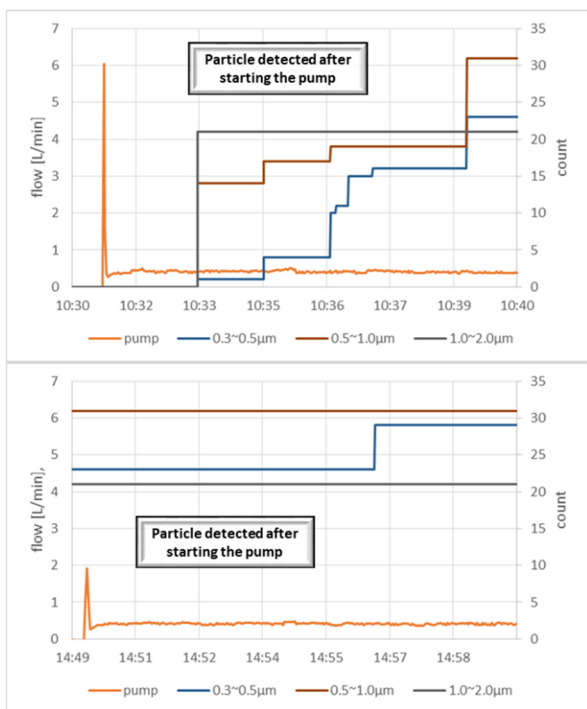 Particle detected after
starting the pump
flow [L/min]
count
7
6
5
4
3
2
1
0
35
30
25
20
15
10
5
0
10:30 10:32 10:33 10:35 10:36 10:37 10:39 10:40
pump 0.3~0.5μm 0.5~1.0μm 1.0~2.0μm
Particle detected after
starting the pump
flow [L/min],
count
7
6
5
4
3
2
1
0
35
30
25
20
15
10
5
0
14:49 14:51 14:52 14:54 14:55 14:57 14:58
pump 0.3~0.5μm 0.5~1.0μm 1.0~2.0μm